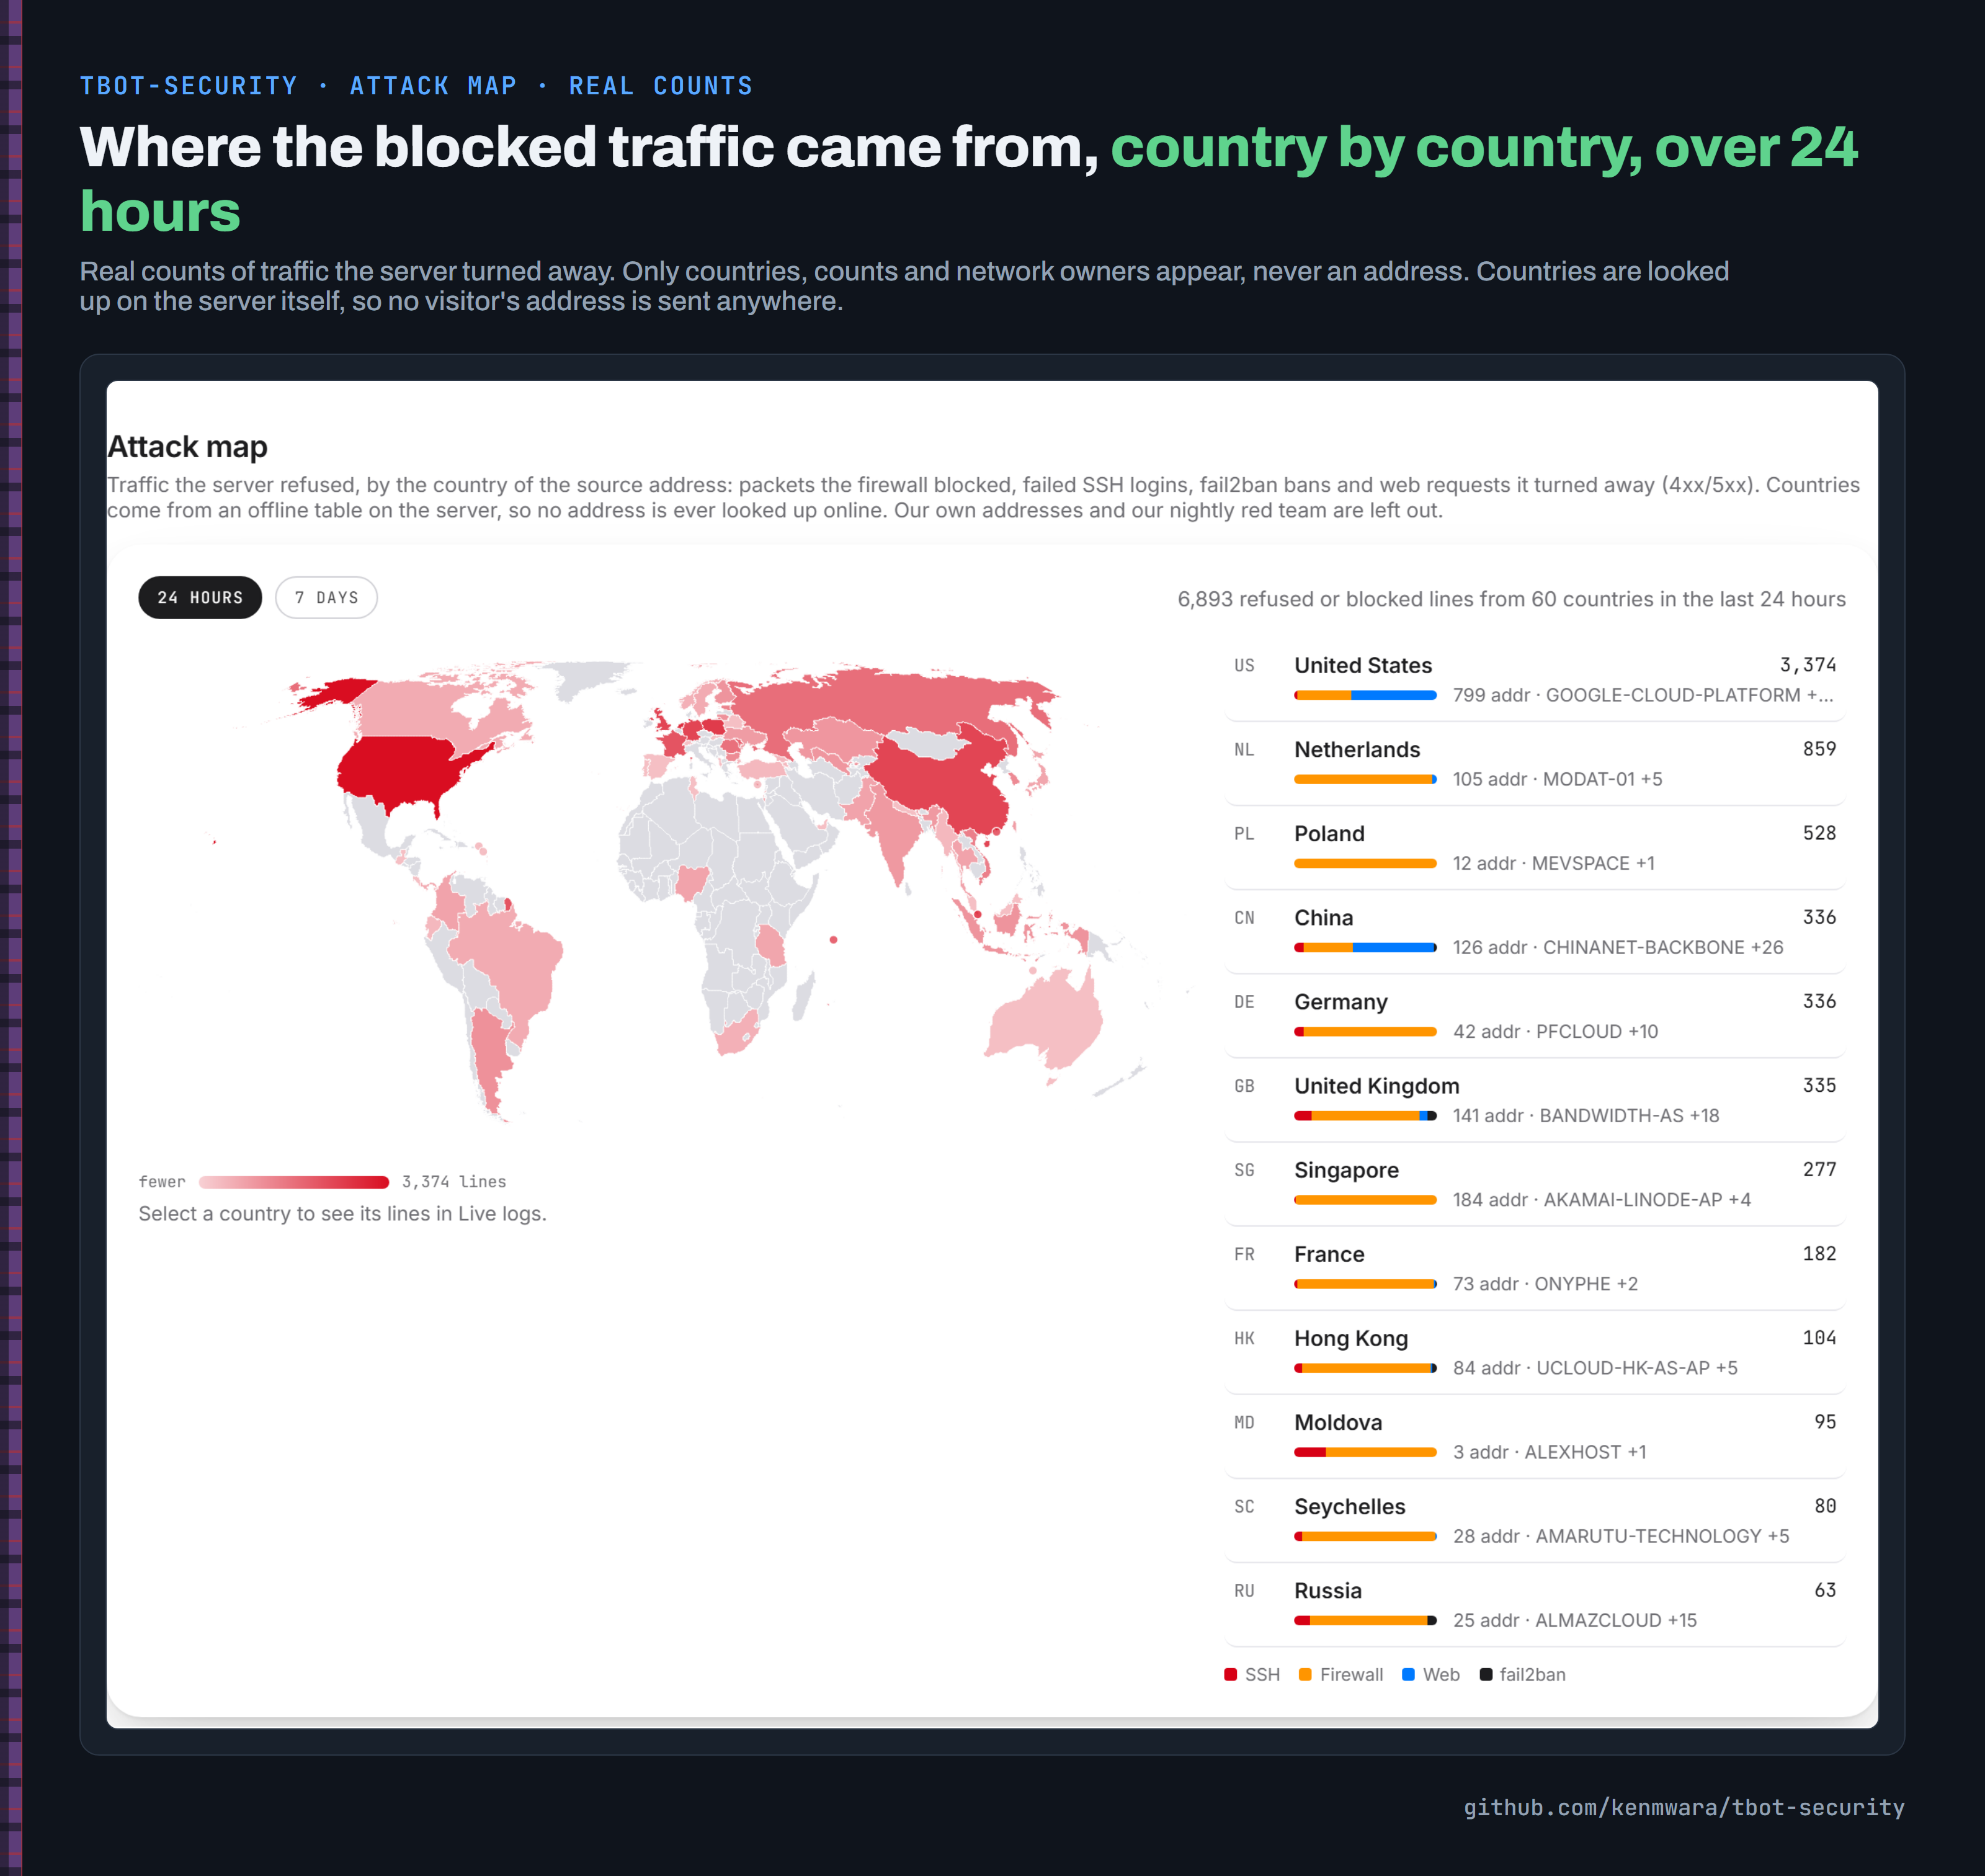 TBOT-SECURITY · ATTACK MAP · REAL COUNTS
Where the blocked traffic came from, country by country, over 24
hours
Real counts of traffic the server turned away. Only countries, counts and network owners appear, never an address. Countries are looked
up on the server itself, so no visitor's address is sent anywhere.
Attack map
Traffic the server refused, by the country of the source address: packets the firewall blocked, failed SSH logins, fail2ban bans and web requests it turned away (4xx/5xx). Countries
come from an offline table on the server, so no address is ever looked up online. Our own addresses and our nightly red team are left out.
24 HOURS 7 DAYS
6,893 refused or blocked lines from 60 countries in the last 24 hours
fewer 3,374 lines
Select a country to see its lines in Live logs.
US United States 3,374
799 addr · GOOGLE-CLOUD-PLATFORM +...
NL Netherlands 859
105 addr · MODAT-01 +5
PL Poland 528
12 addr · MEVSPACE +1
CN China 336
126 addr · CHINANET-BACKBONE +26
DE Germany 336
42 addr · PFCLOUD +10
GB United Kingdom 335
141 addr · BANDWIDTH-AS +18
SG Singapore 277
184 addr · AKAMAI-LINODE-AP +4
FR France 182
73 addr · ONYPHE +2
HK Hong Kong 104
84 addr · UCLOUD-HK-AS-AP +5
MD Moldova 95
3 addr · ALEXHOST +1
SC Seychelles 80
28 addr · AMARUTU-TECHNOLOGY +5
RU Russia 63
25 addr · ALMAZCLOUD +15
SSH Firewall Web fail2ban
github.com/kenmwara/tbot-security